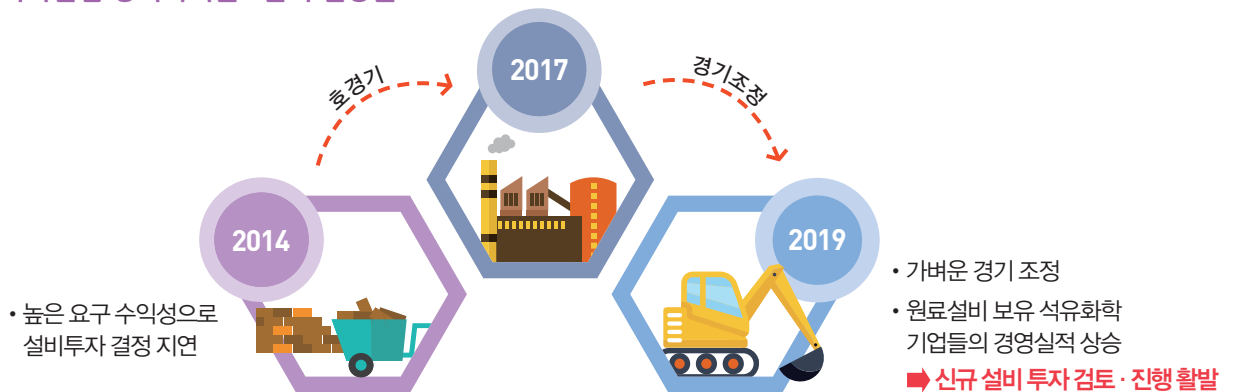 2017
호경기
경기조정
2014
2019
• 높은 요구 수익성으로
설비투자 결정 지연
• 가벼운 경기 조정
• 원료설비 보유 석유화학
기업들의 경영실적 상승
➡ 신규 설비 투자 검토 · 진행 활발